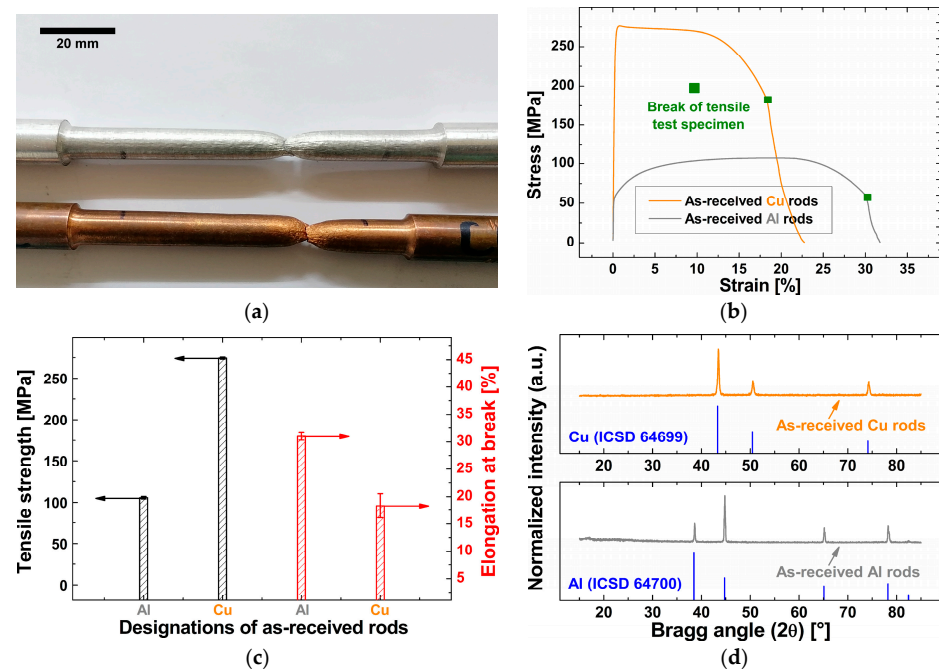 20 mm
(a)
Stress [MPa]
250
200
150
100
50
0
Break of tensile
test specimen
As-received Cu rods
As-received Al rods
0 5 10 15 20 25 30 35
Strain [%]
(b)
Tensile strength [MPa]
250
200
150
100
50
0
Elongation at break [%]
45
40
35
30
25
20
15
10
5
Al Cu Al Cu
Designations of as-received rods
(c)
Normalized intensity (a.u.)
As-received Cu rods
Cu (ICSD 64699)
15 20 30 40 50 60 70 80
As-received Al rods
Al (ICSD 64700)
15 20 30 40 50 60 70 80
Bragg angle (2θ) [°]
(d)